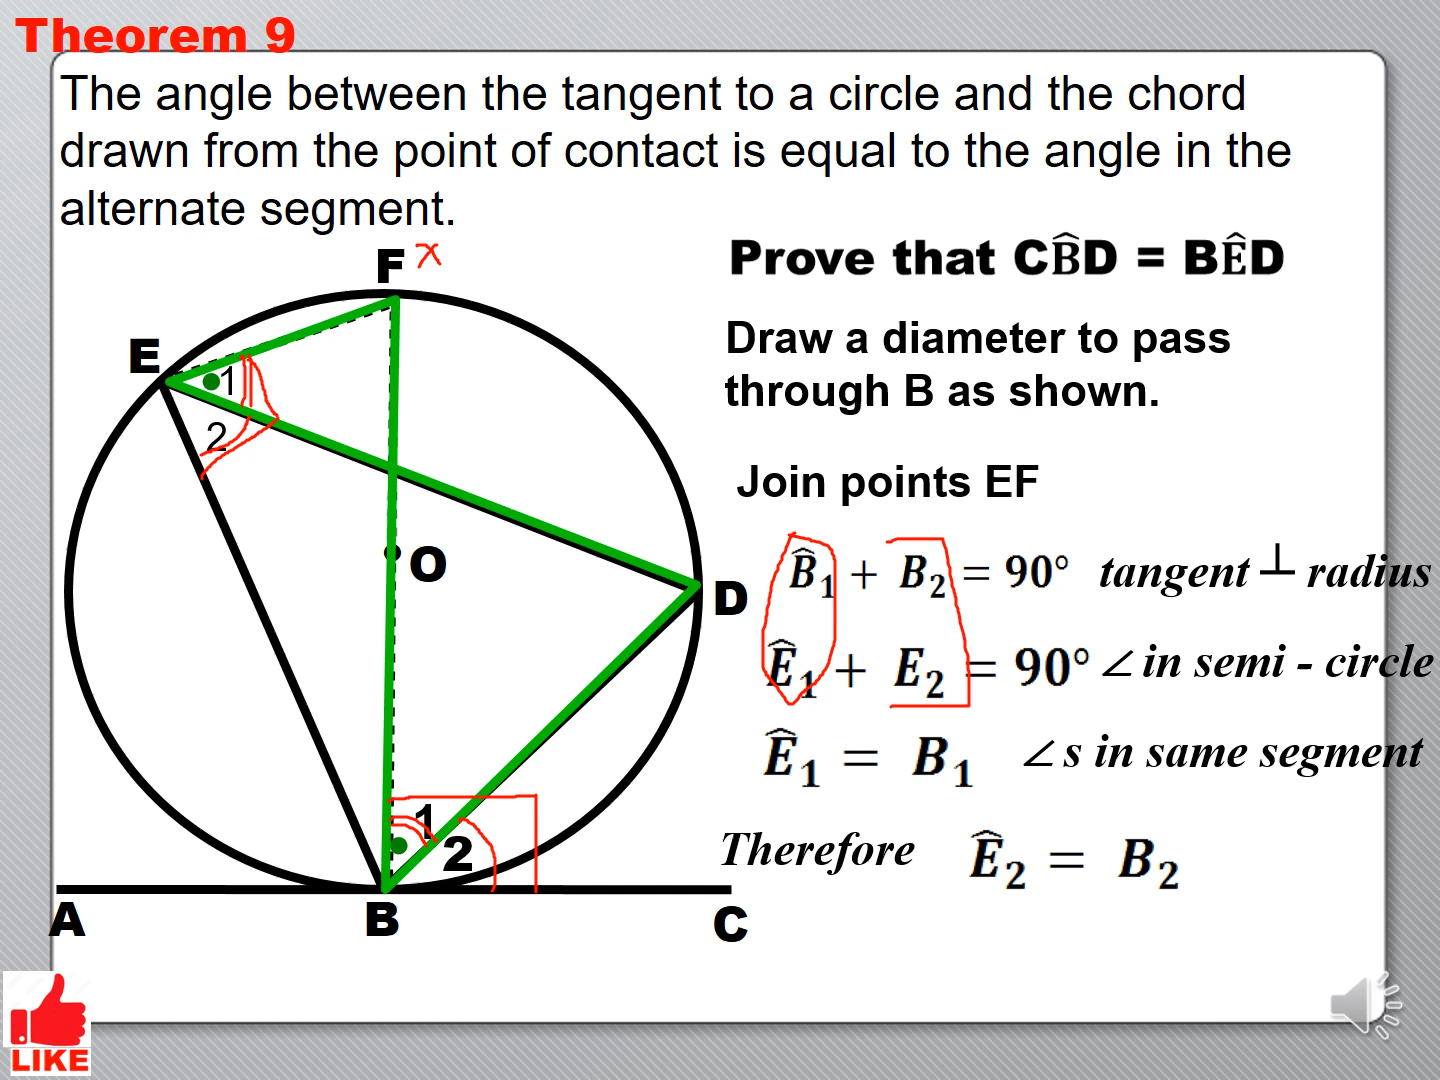 Theorem 9
The angle between the tangent to a circle and the chord
drawn from the point of contact is equal to the angle in the
alternate segment.
F x
E
1
2
O
D
1
2
A
B
C
Prove that CB̂D = BÊD
Draw a diameter to pass
through B as shown.
Join points EF
B̂₁ + B₂ = 90° tangent ⊥ radius
Ê₁ + E₂ = 90° ∠ in semi - circle
Ê₁ = B₁ ∠s in same segment
Therefore Ê₂ = B₂
LIKE